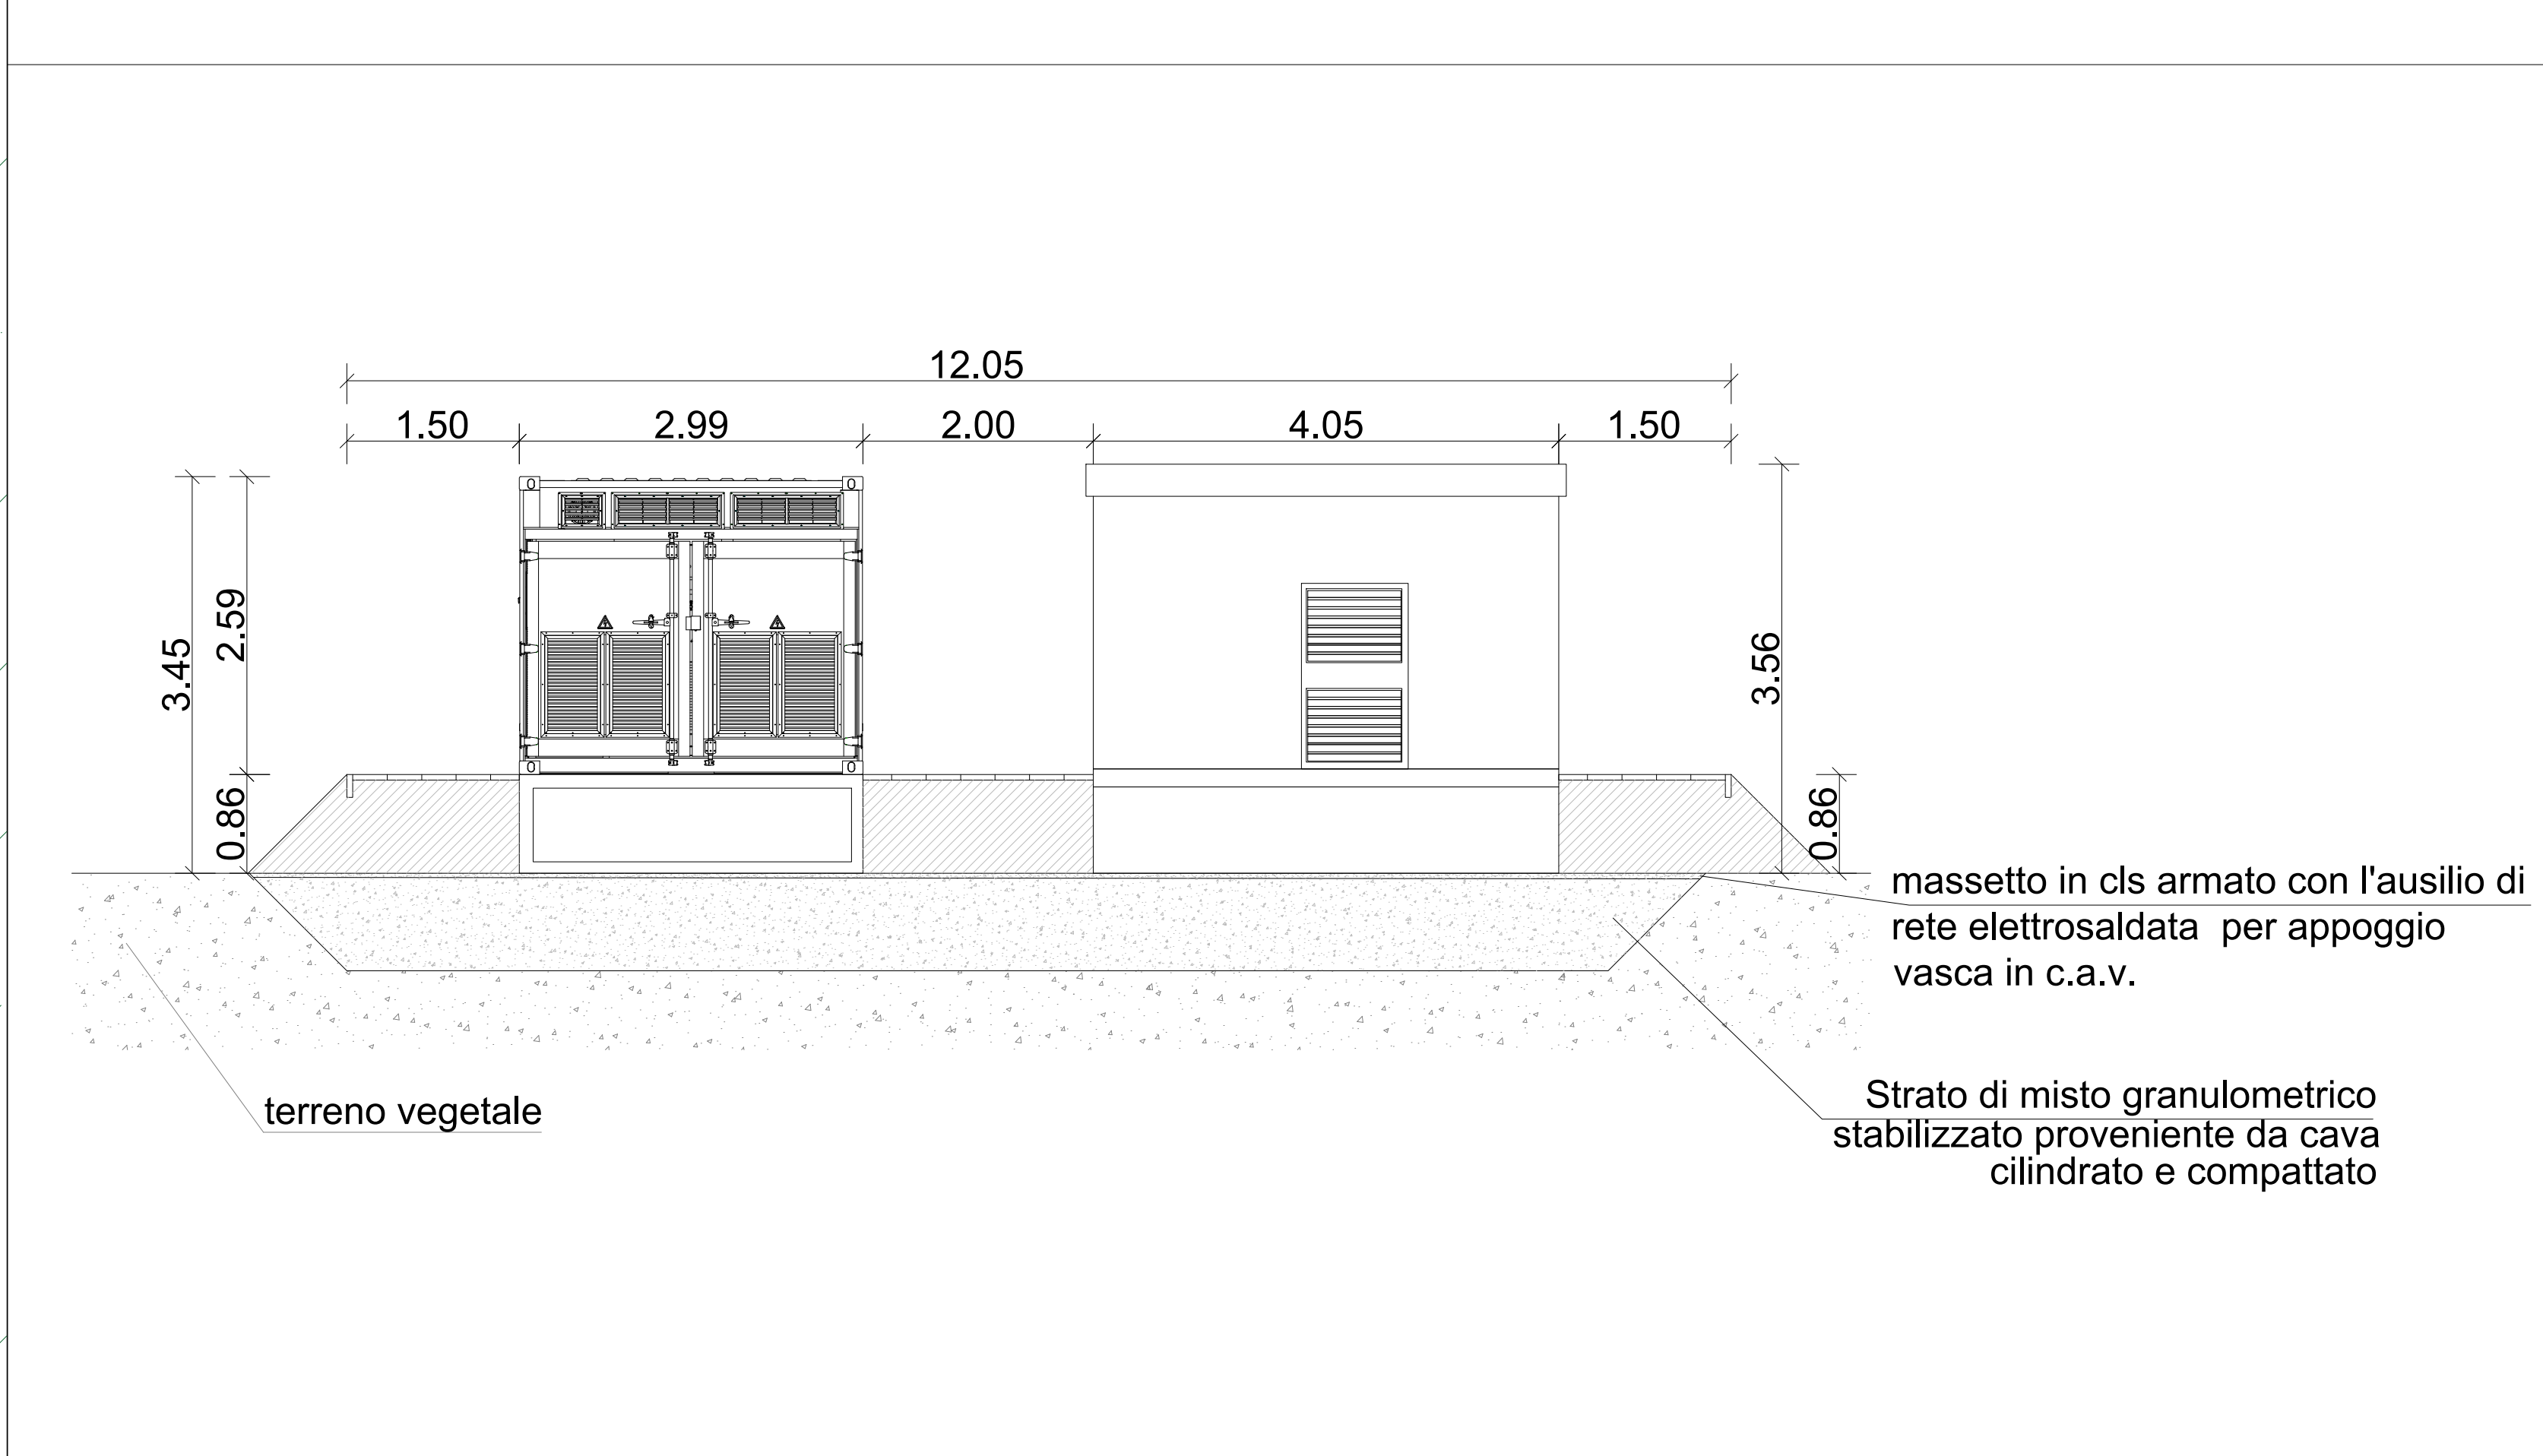 12.05
1.50
2.99
2.00
4.05
1.50
3.45
2.59
0.86
3.56
0.86
massetto in cls armato con l'ausilio di
rete elettrosaldata per appoggio
vasca in c.a.v.
terreno vegetale
Strato di misto granulometrico
stabilizzato proveniente da cava
cilindrato e compattato